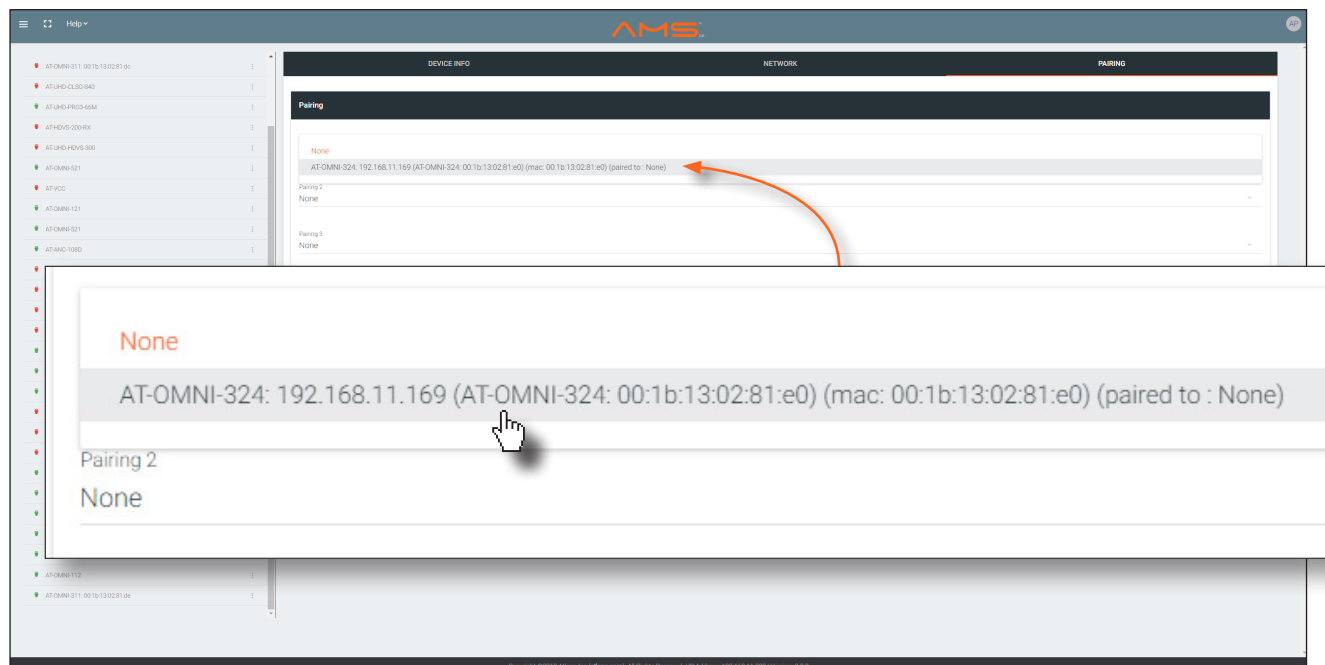 Help
AMS
AP
AT-OMNI-311: 00:1b:13:02:81:de
AT-UHD-CLSO-840
AT-UHD-PRO3-66M
AT-HDVS-200-RX
AT-UHD-HDVS-300
AT-OMNI-521
AT-VCC
AT-OMNI-121
AT-OMNI-521
AT-ANC-108D
DEVICE INFO
NETWORK
PAIRING
Pairing
None
AT-OMNI-324: 192.168.11.169 (AT-OMNI-324: 00:1b:13:02:81:e0) (mac: 00:1b:13:02:81:e0) (paired to : None)
Pairing 2
None
Pairing 3
None
None
AT-OMNI-324: 192.168.11.169 (AT-OMNI-324: 00:1b:13:02:81:e0) (mac: 00:1b:13:02:81:e0) (paired to : None)
Pairing 2
None
AT-OMNI-112
AT-OMNI-311: 00:1b:13:02:81:de